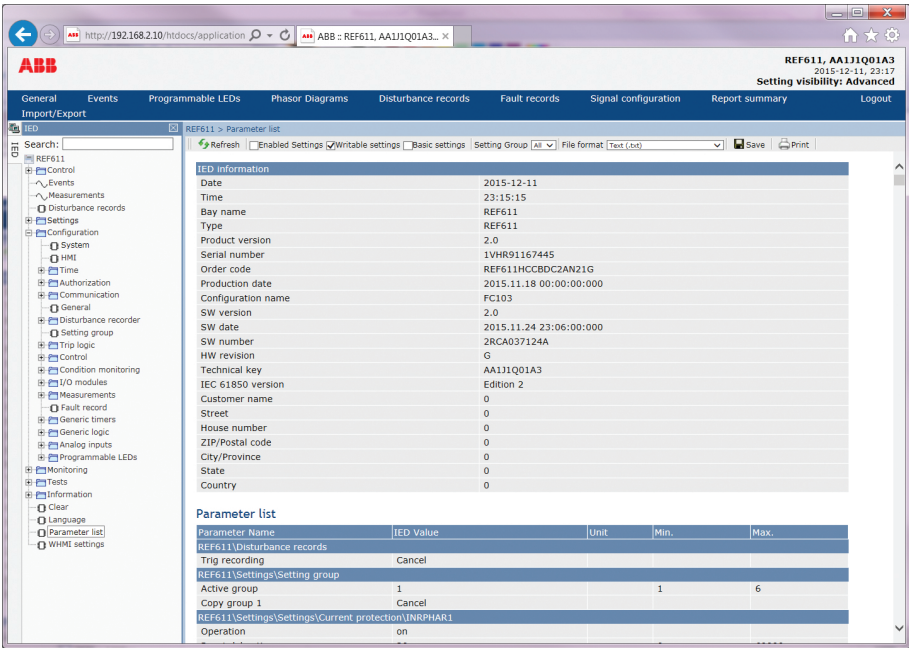 http://192.168.2.10/htdocs/application
ABB :: REF611, AA1J1Q01A3...
ABB
REF611, AA1J1Q01A3
2015-12-11, 23:17
Setting visibility: Advanced
General Events Programmable LEDs Phasor Diagrams Disturbance records Fault records Signal configuration Report summary Logout
Import/Export
IED
REF611 > Parameter list
IED
Search:
Refresh Enabled Settings Writable settings Basic settings Setting Group All File format Text (.txt) Save Print
REF611
Control
Events
Measurements
Disturbance records
Settings
Configuration
System
HMI
Time
Authorization
Communication
General
Disturbance recorder
Setting group
Trip logic
Control
Condition monitoring
I/O modules
Measurements
Fault record
Generic timers
Generic logic
Analog inputs
Programmable LEDs
Monitoring
Tests
Information
Clear
Language
Parameter list
WHMI settings
IED information
Date 2015-12-11
Time 23:15:15
Bay name REF611
Type REF611
Product version 2.0
Serial number 1VHR91167445
Order code REF611HCCBDC2AN21G
Production date 2015.11.18 00:00:00:000
Configuration name FC103
SW version 2.0
SW date 2015.11.24 23:06:00:000
SW number 2RCA037124A
HW revision G
Technical key AA1J1Q01A3
IEC 61850 version Edition 2
Customer name 0
Street 0
House number 0
ZIP/Postal code 0
City/Province 0
State 0
Country 0
Parameter list
Parameter Name IED Value Unit Min. Max.
REF611\Disturbance records
Trig recording Cancel
REF611\Settings\Setting group
Active group 1 1 6
Copy group 1 Cancel
REF611\Settings\Settings\Current protection\INRPHAR1
Operation on